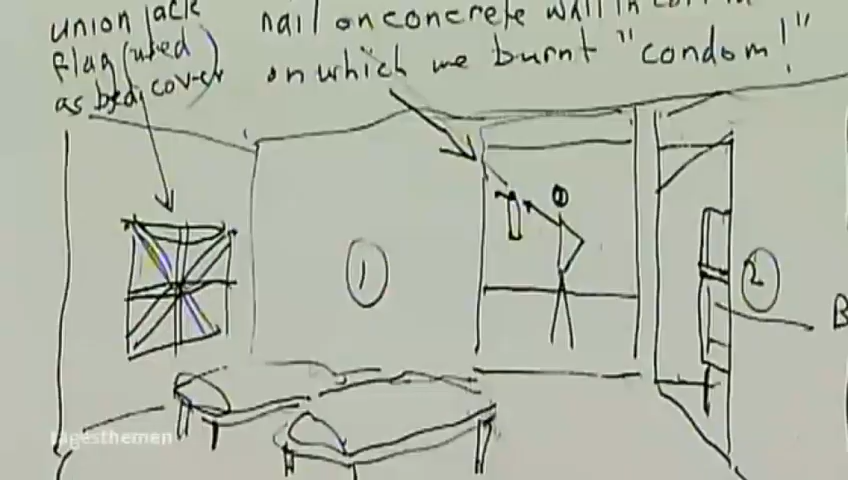 union jack
flag (used)
as bed cover
nail on concrete wall in
on which we burnt "condom!"
1
2
B
tagesthemen